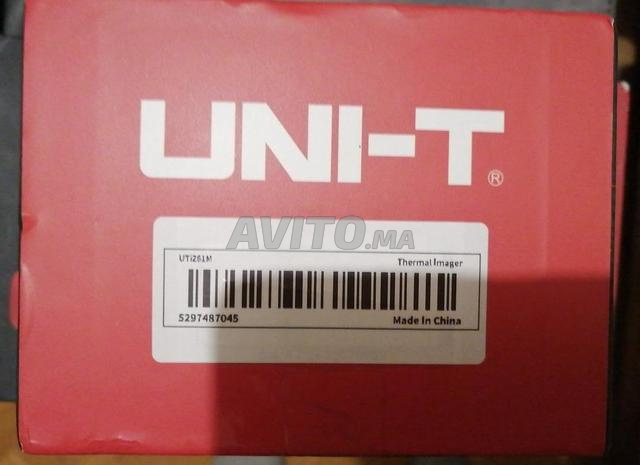 UNI-T®
AVITO.MA
UTi261M
Thermal Imager
5297487045
Made in China